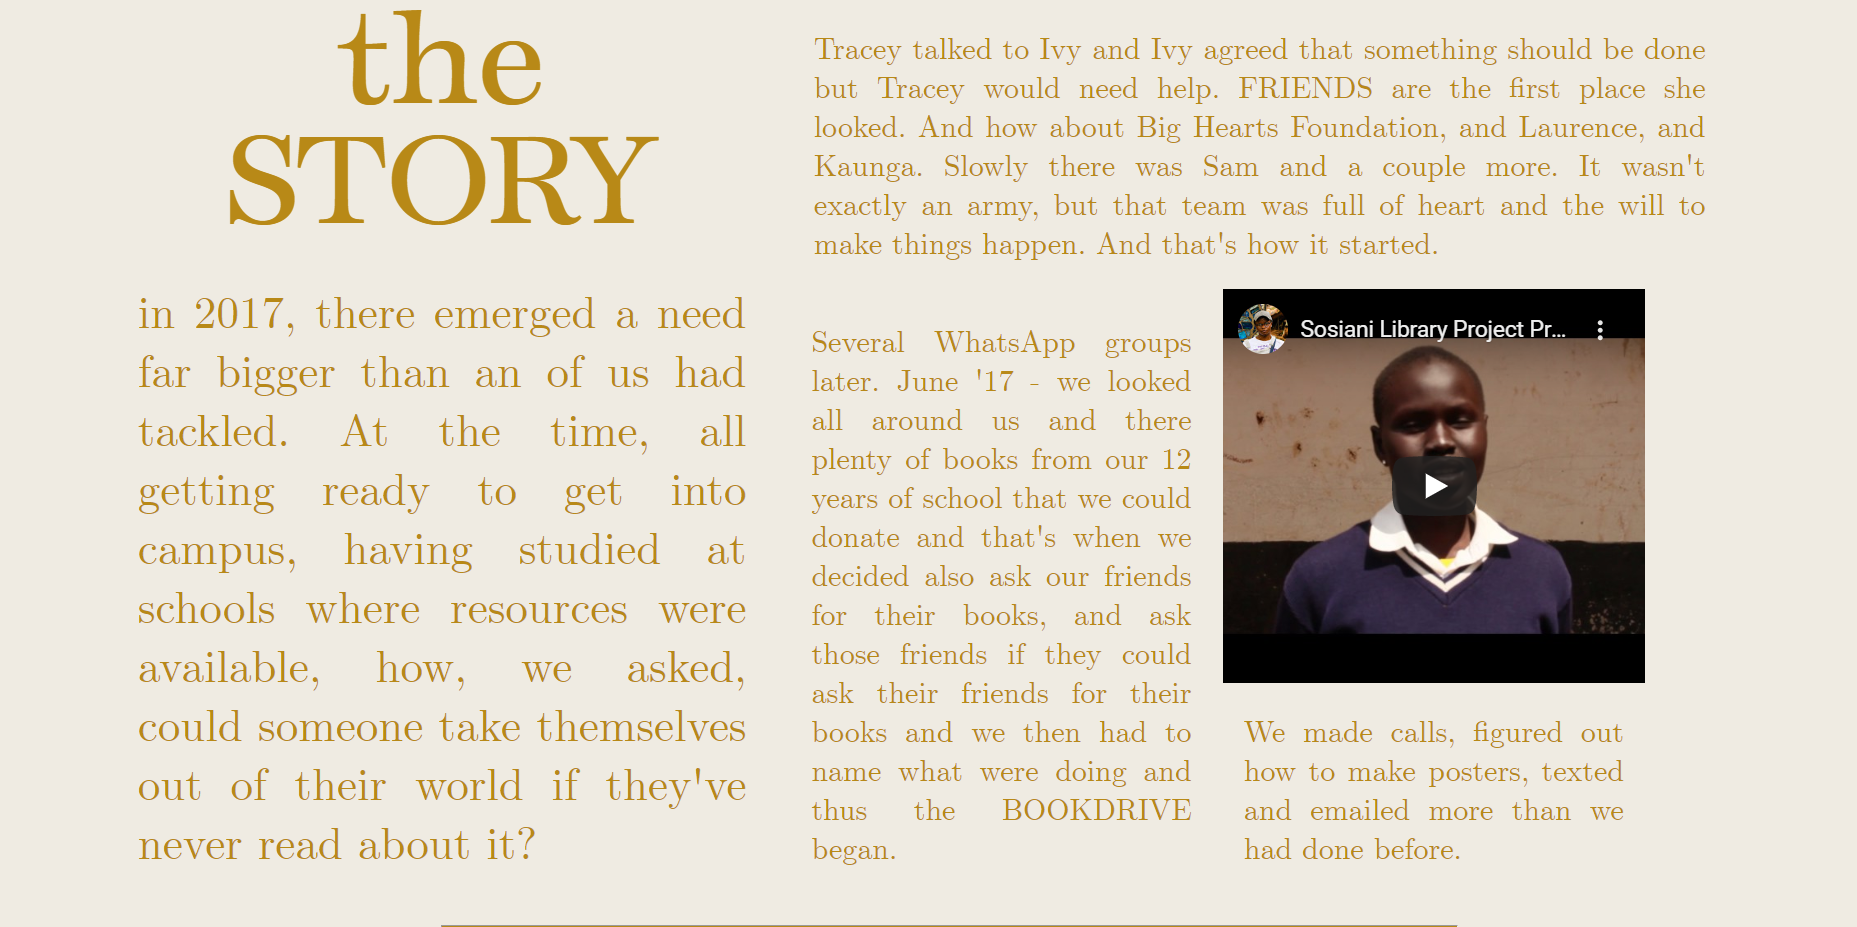 the
STORY
in 2017, there emerged a need
far bigger than an of us had
tackled. At the time, all
getting ready to get into
campus, having studied at
schools where resources were
available, how, we asked,
could someone take themselves
out of their world if they've
never read about it?
Tracey talked to Ivy and Ivy agreed that something should be done
but Tracey would need help. FRIENDS are the first place she
looked. And how about Big Hearts Foundation, and Laurence, and
Kaunga. Slowly there was Sam and a couple more. It wasn't
exactly an army, but that team was full of heart and the will to
make things happen. And that's how it started.
Several WhatsApp groups
later. June '17 - we looked
all around us and there
plenty of books from our 12
years of school that we could
donate and that's when we
decided also ask our friends
for their books, and ask
those friends if they could
ask their friends for their
books and we then had to
name what were doing and
thus the BOOKDRIVE
began.
Sosiani Library Project Pr...
We made calls, figured out
how to make posters, texted
and emailed more than we
had done before.